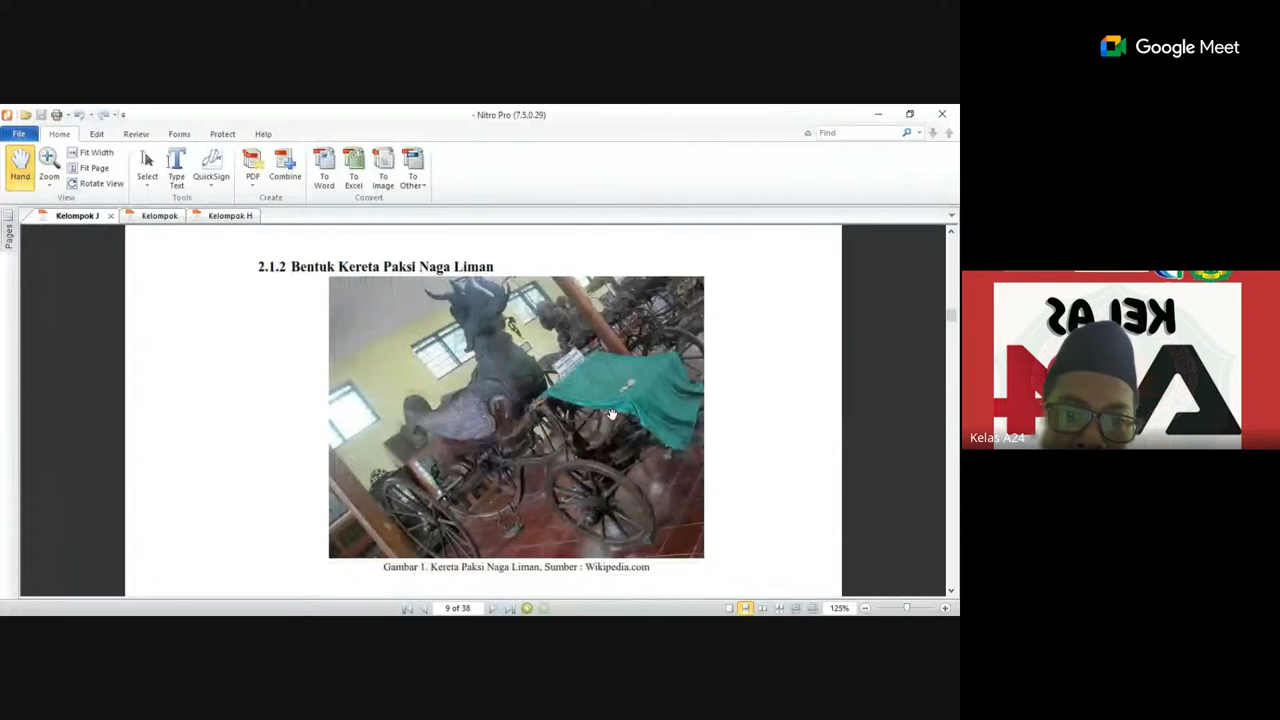 Google Meet
- Nitro Pro (7.5.0.29)
File Home Edit Review Forms Protect Help
Find
Hand
Zoom
Fit Width
Fit Page
Rotate View
View
Select
Type Text
QuickSign
Tools
PDF
Combine
Create
To Word
To Excel
To Image
To Other
Convert
Kelompok J
Kelompok
Kelompok H
Pages
2.1.2 Bentuk Kereta Paksi Naga Liman
Gambar 1. Kereta Paksi Naga Liman, Sumber : Wikipedia.com
9 of 38
125%
KELAS
A24
Kelas A24